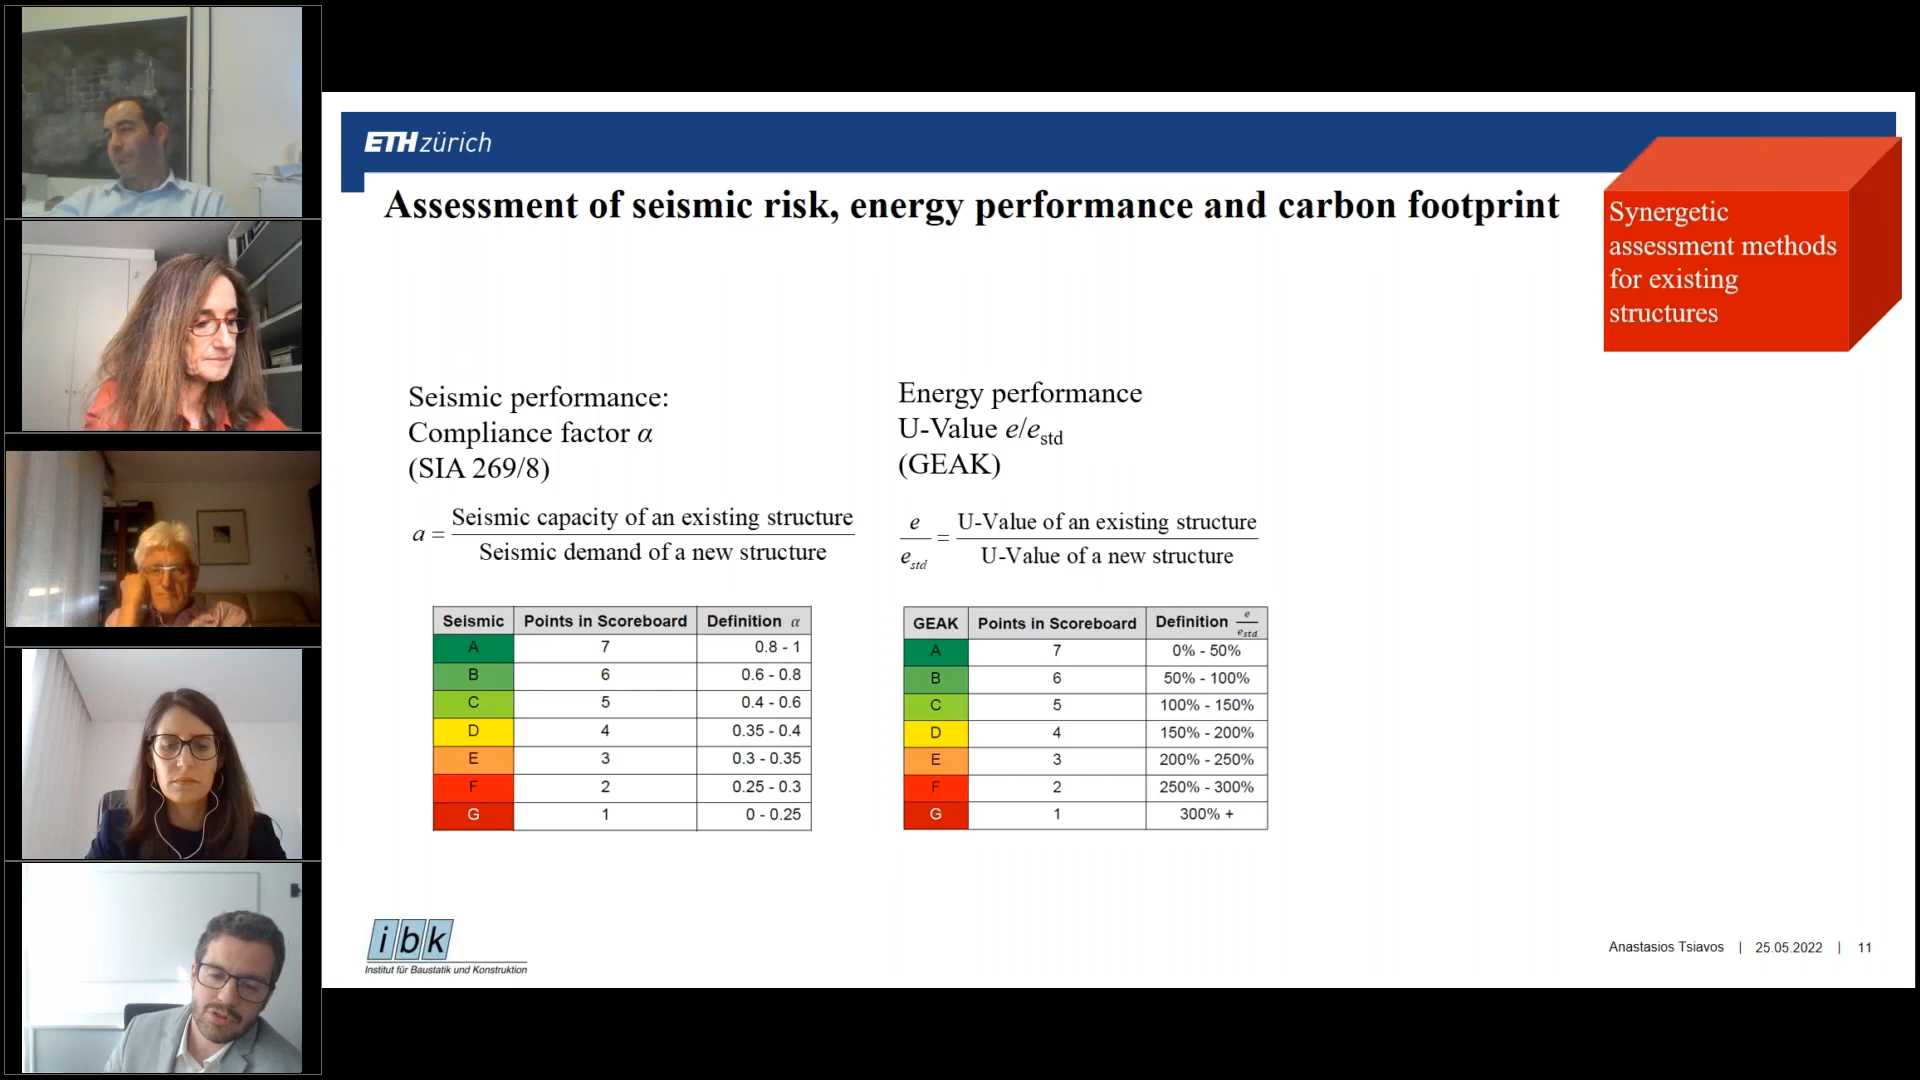 ETH zürich
Assessment of seismic risk, energy performance and carbon footprint
Synergetic
assessment methods
for existing
structures
Seismic performance:
Compliance factor α
(SIA 269/8)
a = Seismic capacity of an existing structure
Seismic demand of a new structure
Energy performance
U-Value e/estd
(GEAK)
e
estd
= U-Value of an existing structure
U-Value of a new structure
Seismic Points in Scoreboard Definition α
A 7 0.8 - 1
B 6 0.6 - 0.8
C 5 0.4 - 0.6
D 4 0.35 - 0.4
E 3 0.3 - 0.35
F 2 0.25 - 0.3
G 1 0 - 0.25
GEAK Points in Scoreboard Definition e/estd
A 7 0% - 50%
B 6 50% - 100%
C 5 100% - 150%
D 4 150% - 200%
E 3 200% - 250%
F 2 250% - 300%
G 1 300% +
ibk
Institut für Baustatik und Konstruktion
Anastasios Tsiavos | 25.05.2022 | 11